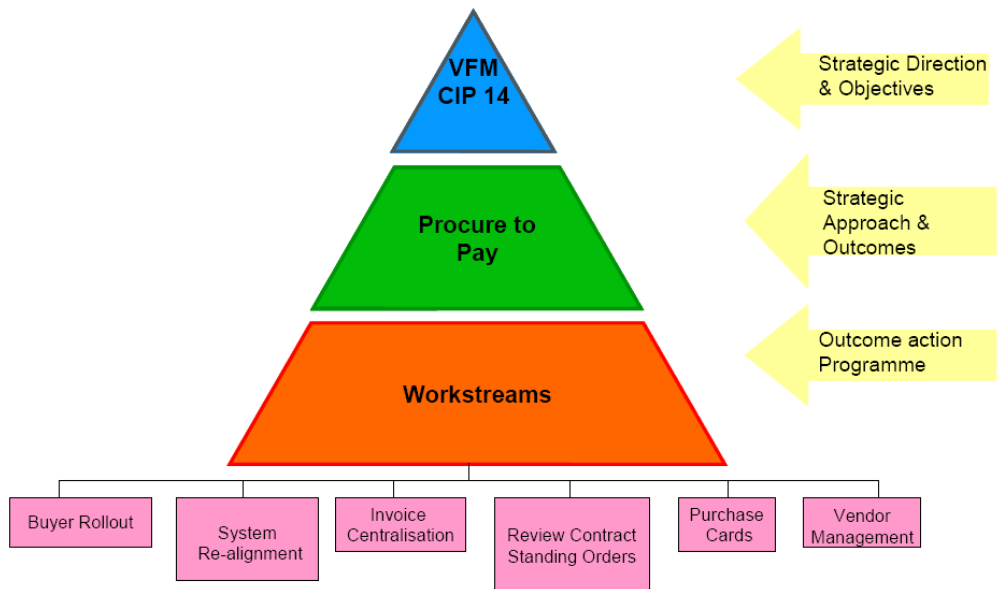 VFM
CIP 14
Strategic Direction
& Objectives
Procure to
Pay
Strategic
Approach &
Outcomes
Workstreams
Outcome action
Programme
Buyer Rollout
System
Re-alignment
Invoice
Centralisation
Review Contract
Standing Orders
Purchase
Cards
Vendor
Management